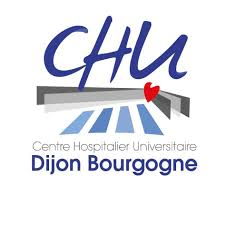 CHU
Centre Hospitalier Universitaire
Dijon Bourgogne